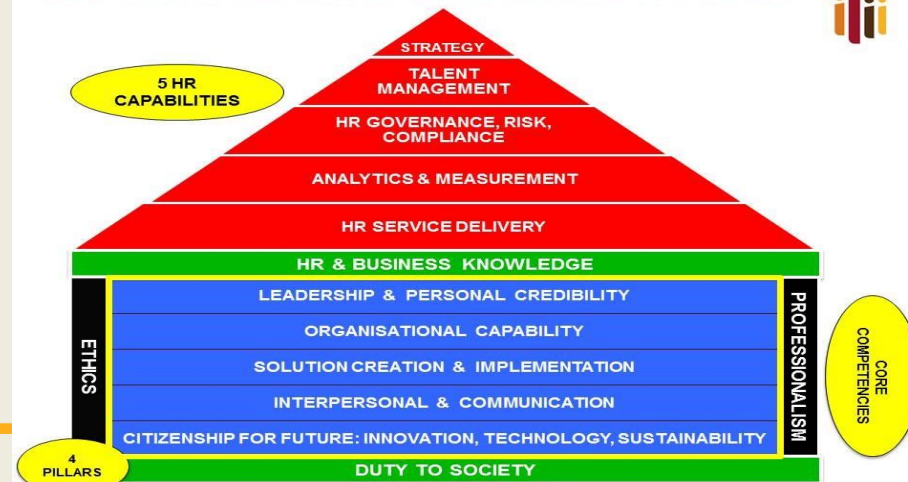 STRATEGY
5 HR
CAPABILITIES
TALENT
MANAGEMENT
HR GOVERNANCE, RISK,
COMPLIANCE
ANALYTICS & MEASUREMENT
HR SERVICE DELIVERY
HR & BUSINESS KNOWLEDGE
ETHICS
LEADERSHIP & PERSONAL CREDIBILITY
ORGANISATIONAL CAPABILITY
SOLUTION CREATION & IMPLEMENTATION
INTERPERSONAL & COMMUNICATION
CITIZENSHIP FOR FUTURE: INNOVATION, TECHNOLOGY, SUSTAINABILITY
PROFESSIONALISM
CORE
COMPETENCIES
4
PILLARS
DUTY TO SOCIETY